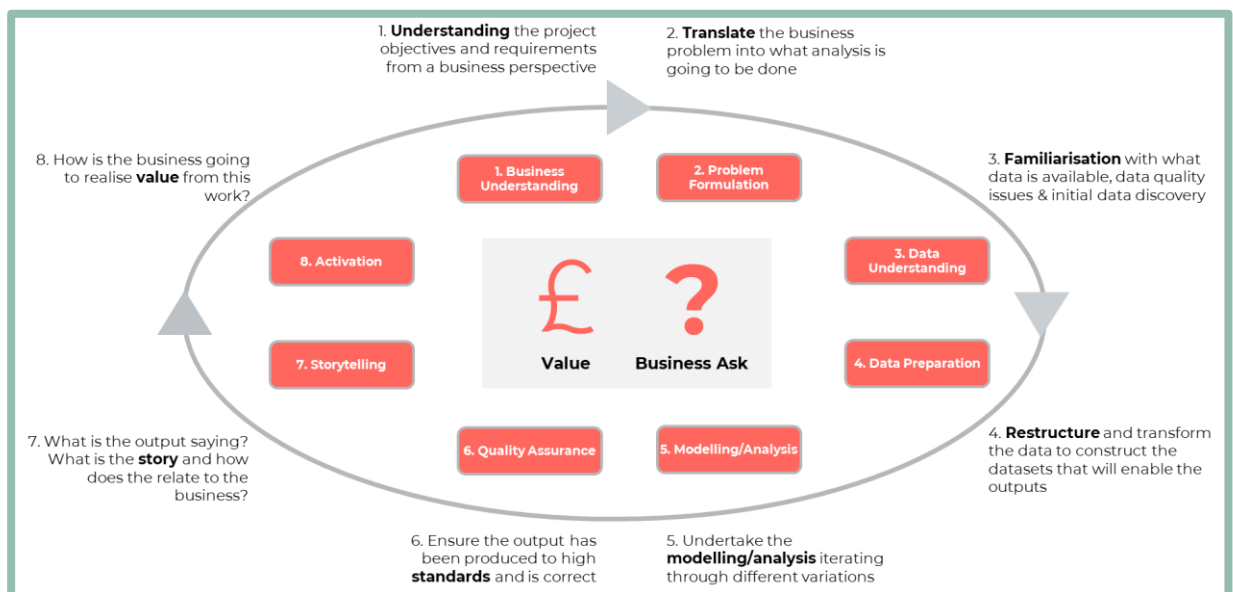 1. Understanding the project
objectives and requirements
from a business perspective
2. Translate the business
problem into what analysis is
going to be done
8. How is the business going
to realise value from this
work?
1. Business
Understanding
2. Problem
Formulation
3. Familiarisation with what
data is available, data quality
issues & initial data discovery
8. Activation
3. Data
Understanding
£
?
Value
Business Ask
7. Storytelling
4. Data Preparation
6. Quality Assurance
5. Modelling/Analysis
7. What is the output saying?
What is the story and how
does the relate to the
business?
4. Restructure and transform
the data to construct the
datasets that will enable the
outputs
6. Ensure the output has
been produced to high
standards and is correct
5. Undertake the
modelling/analysis iterating
through different variations